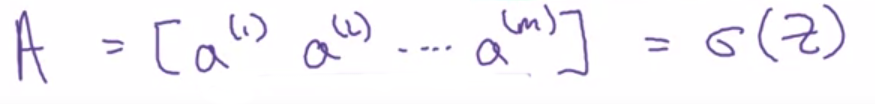 A = [a⁽¹⁾ a⁽²⁾ ---- a⁽ᵐ⁾] = σ(Z)